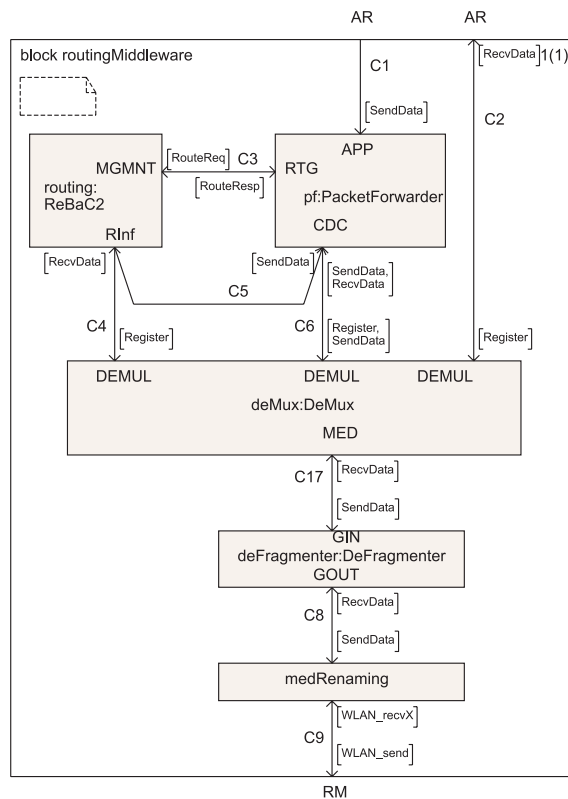 AR
AR
block routingMiddleware
[RecvData]
1(1)
C1
C2
[SendData]
MGMNT
[RouteReq]
C3
APP
RTG
routing:
ReBaC2
[RouteResp]
pf:PacketForwarder
RInf
CDC
[RecvData]
[SendData]
[SendData,
RecvData]
C5
C4
C6
[Register]
[Register,
SendData]
[Register]
DEMUL
DEMUL
DEMUL
deMux:DeMux
MED
[RecvData]
C17
[SendData]
GIN
deFragmenter:DeFragmenter
GOUT
[RecvData]
C8
[SendData]
medRenaming
[WLAN_recvX]
C9
[WLAN_send]
RM